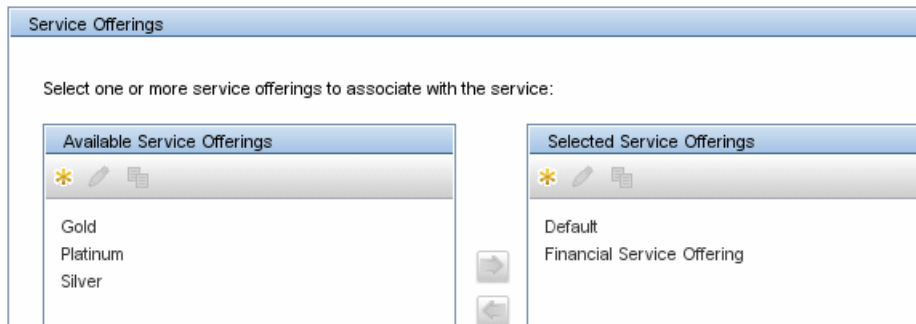 Service Offerings
Select one or more service offerings to associate with the service:
Available Service Offerings
Gold
Platinum
Silver
Selected Service Offerings
Default
Financial Service Offering